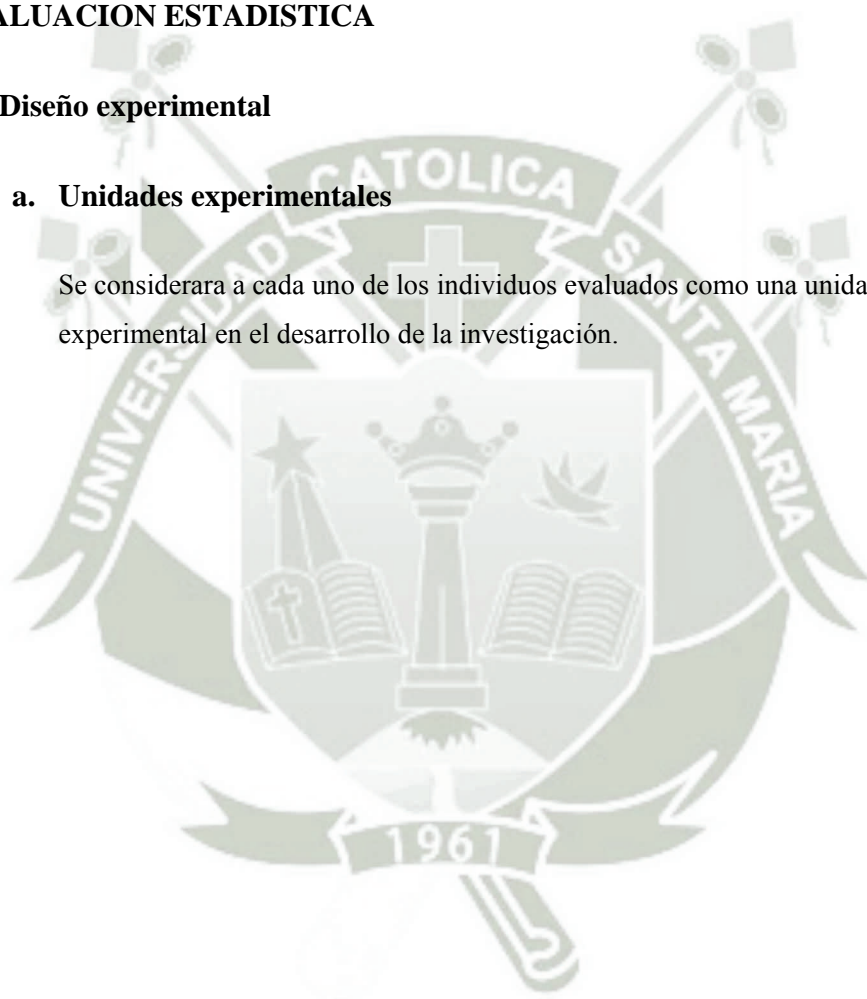 ALUACION ESTADISTICA
Diseño experimental
a. Unidades experimentales
Se considerara a cada uno de los individuos evaluados como una unida
experimental en el desarrollo de la investigación.
UNIVERSIDAD CATOLICA SANTA MARIA
1961